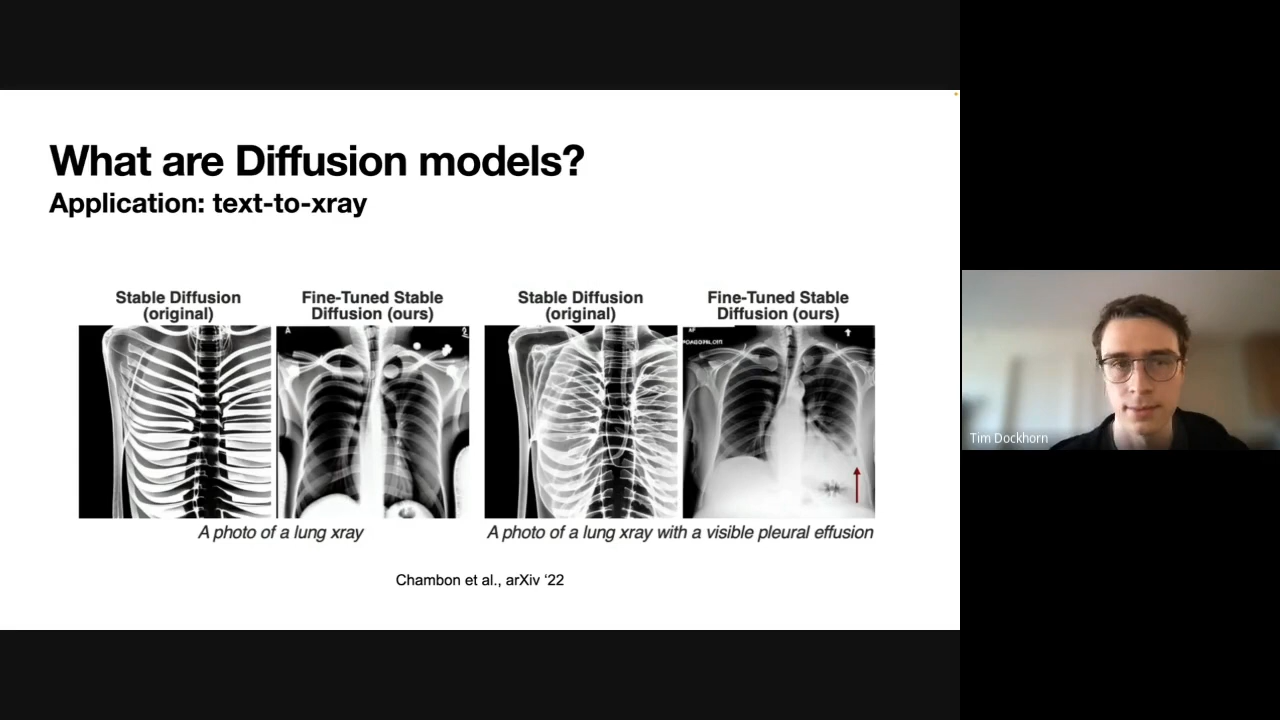 What are Diffusion models?
Application: text-to-xray
Stable Diffusion
(original)
Fine-Tuned Stable
Diffusion (ours)
Stable Diffusion
(original)
Fine-Tuned Stable
Diffusion (ours)
A photo of a lung xray
A photo of a lung xray with a visible pleural effusion
Chambon et al., arXiv ‘22
Tim Dockhorn